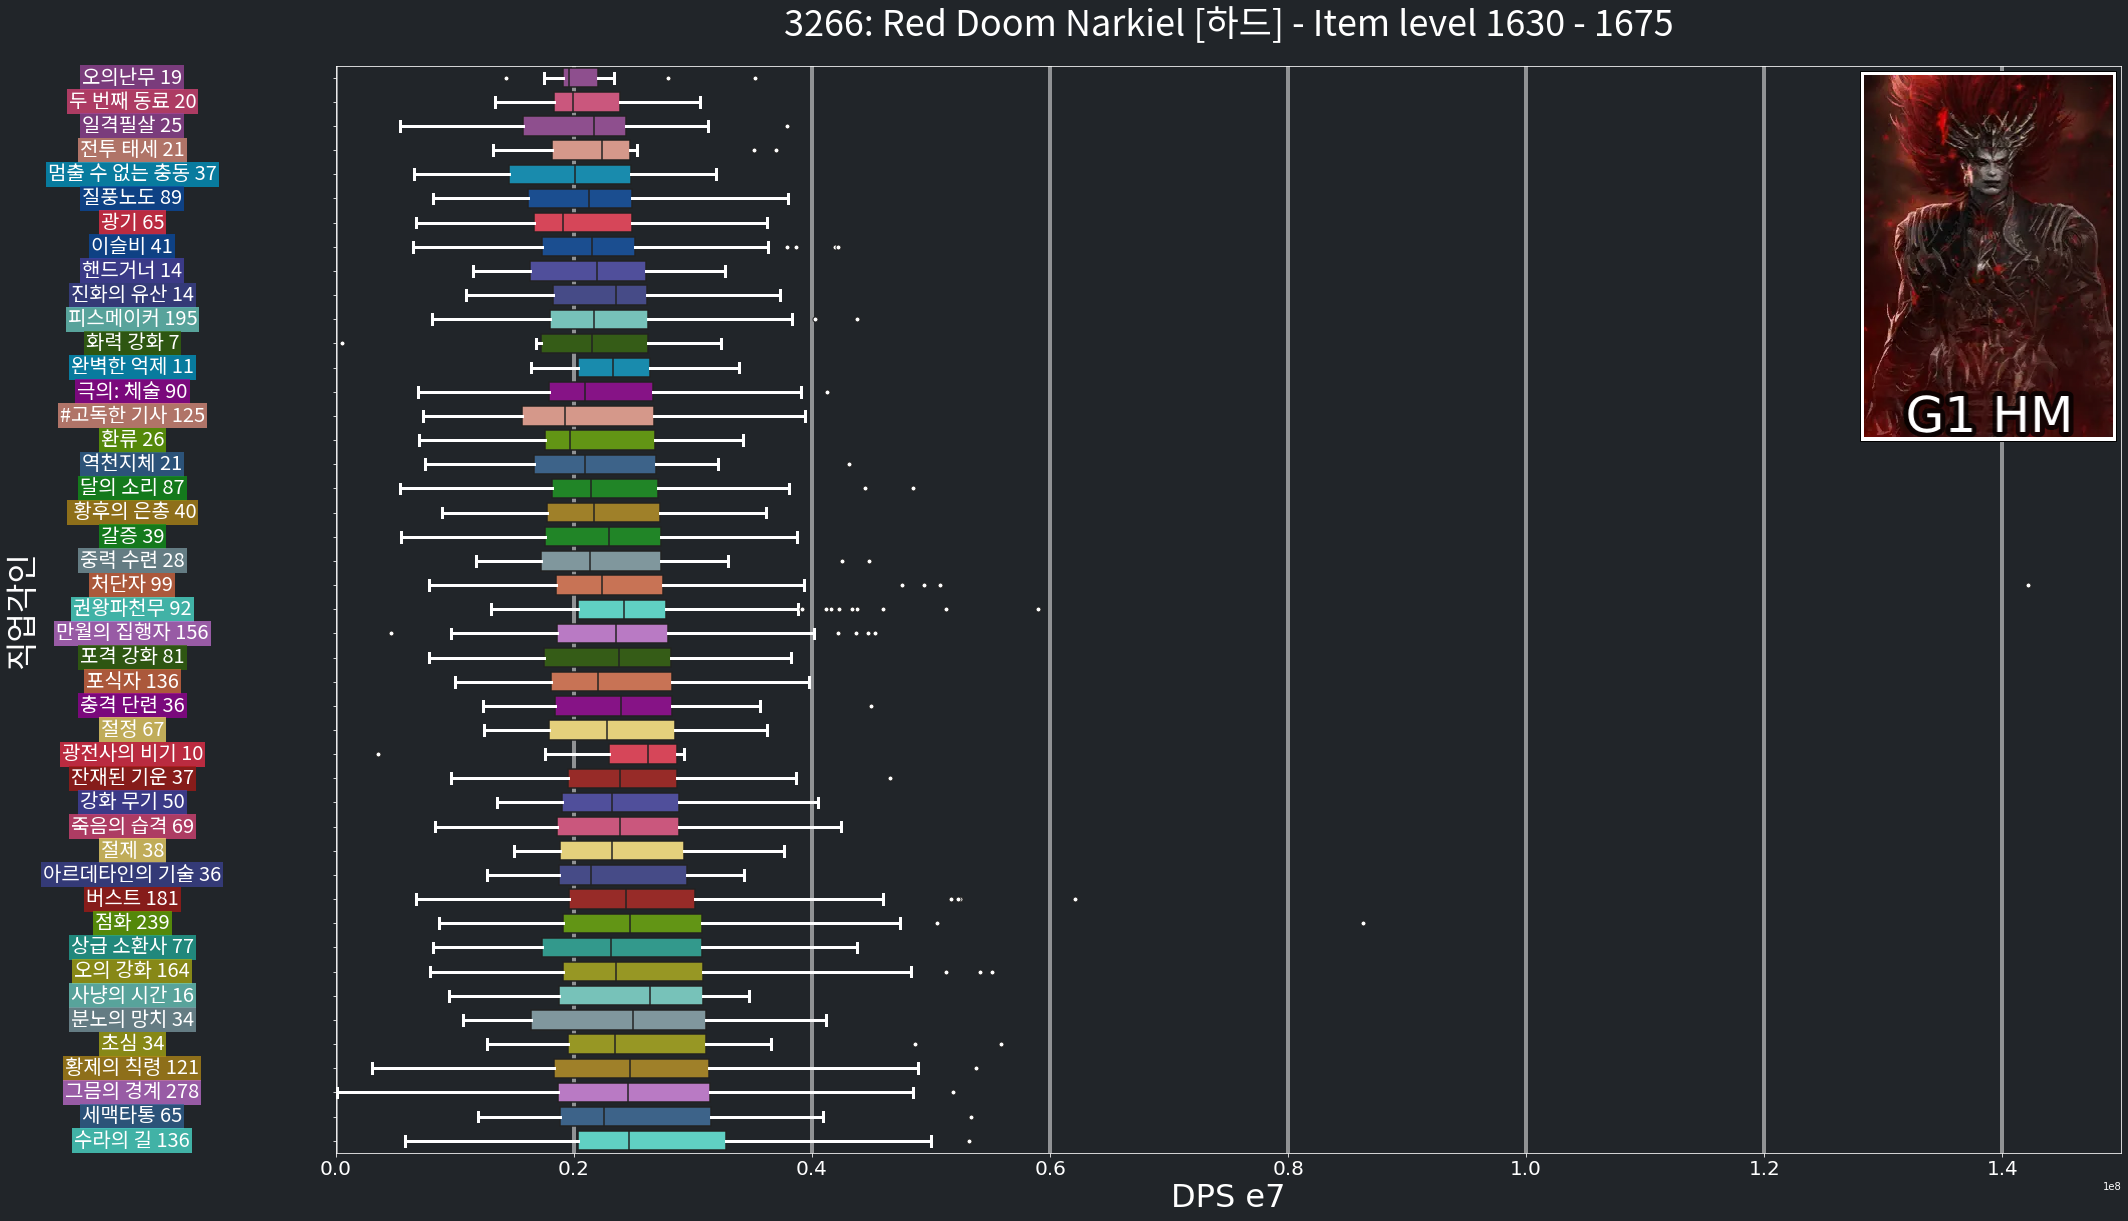 3266: Red Doom Narkiel [하드] - Item level 1630 - 1675
오의난무 19
두 번째 동료 20
일격필살 25
전투 태세 21
멈출 수 없는 충동 37
질풍노도 89
광기 65
이슬비 41
핸드거너 14
진화의 유산 14
피스메이커 195
화력 강화 7
완벽한 억제 11
극의: 체술 90
#고독한 기사 125
환류 26
역천지체 21
달의 소리 87
황후의 은총 40
갈증 39
중력 수련 28
처단자 99
권왕파천무 92
만월의 집행자 156
포격 강화 81
포식자 136
충격 단련 36
절정 67
광전사의 비기 10
잔재된 기운 37
강화 무기 50
죽음의 습격 69
절제 38
아르데타인의 기술 36
버스트 181
점화 239
상급 소환사 77
오의 강화 164
사냥의 시간 16
분노의 망치 34
초심 34
황제의 칙령 121
그믐의 경계 278
세맥타통 65
수라의 길 136
직업각인
G1 HM
0.0 0.2 0.4 0.6 0.8 1.0 1.2 1.4
1e8
DPS e7